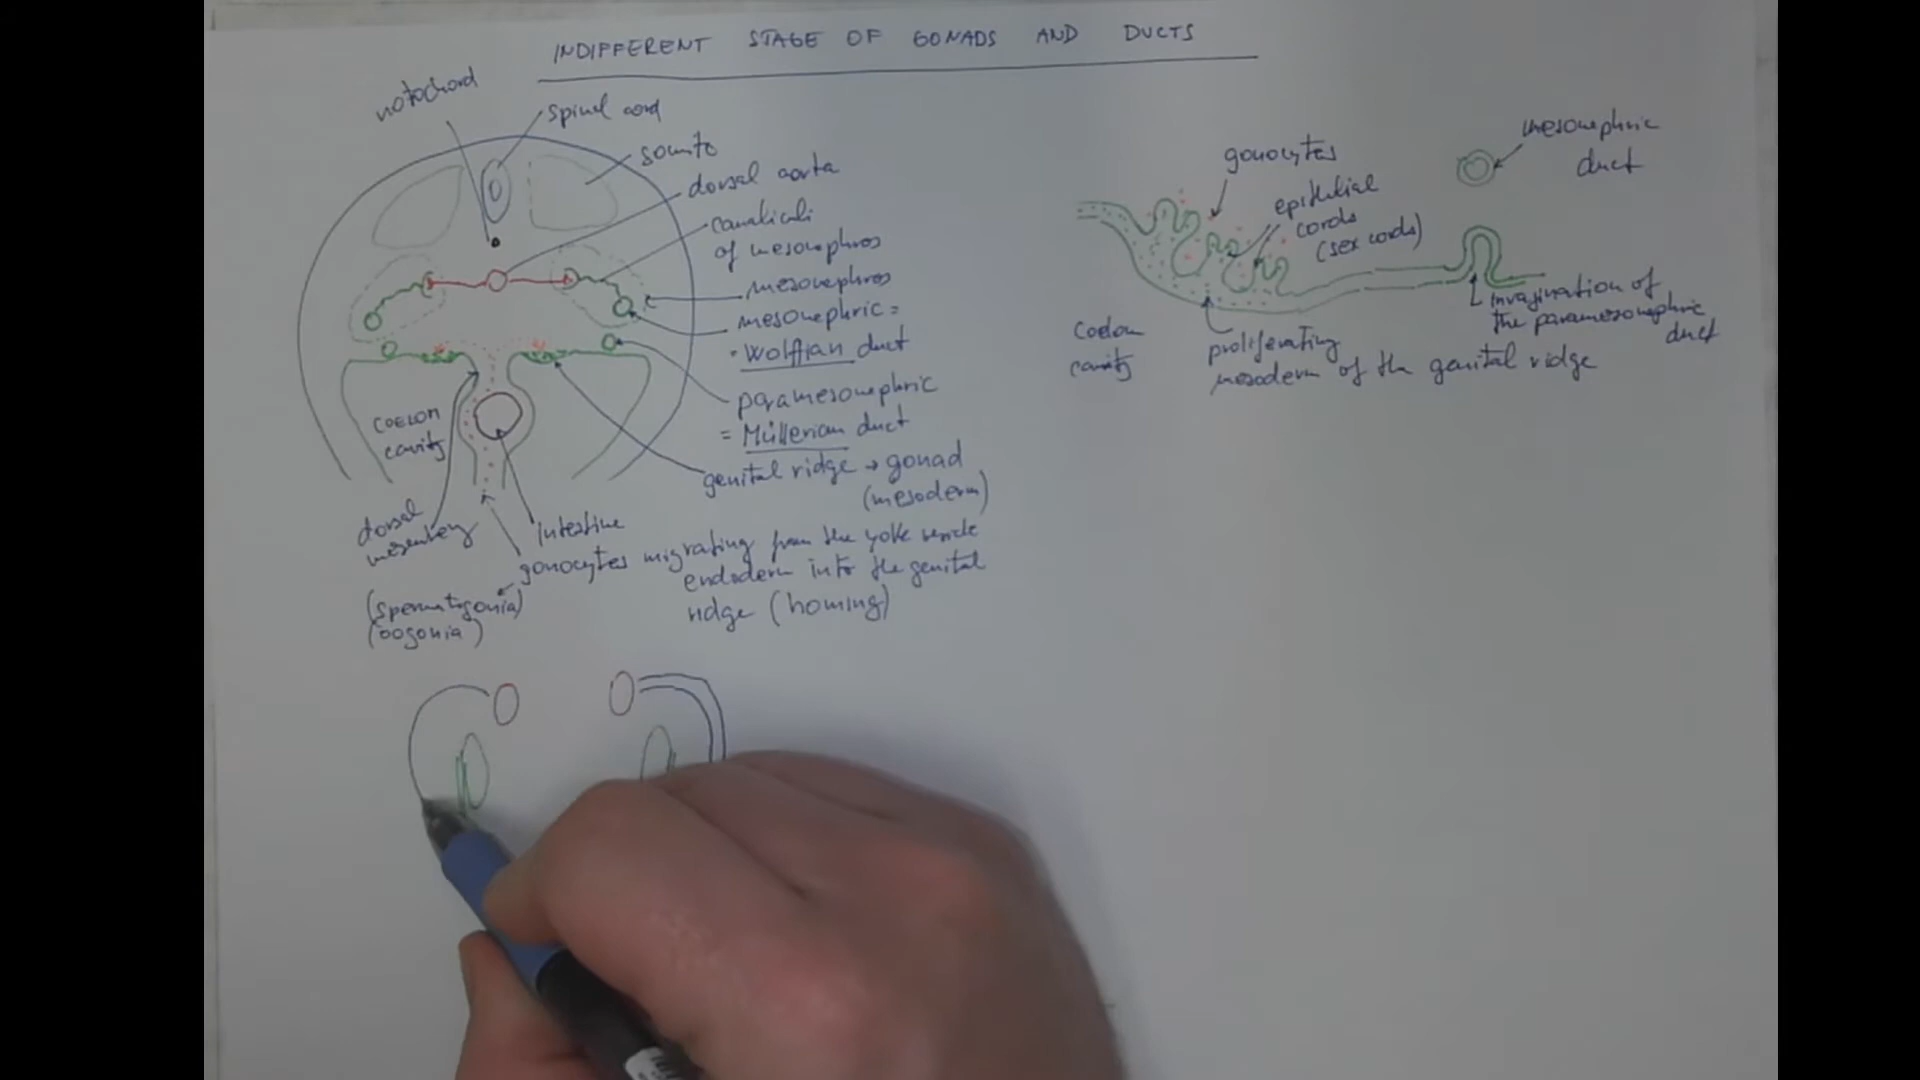 INDIFFERENT STAGE OF GONADS AND DUCTS
notochord
spinal cord
somite
dorsal aorta
canaliculi
of mesonephros
mesonephros
mesonephric =
= Wolffian duct
paramesonephric
= Müllerian duct
genital ridge → gonad
(mesoderm)
COELOM
cavity
dorsal
mesentery
intestine
gonocytes migrating from the yolk vesicle
endoderm into the genital
ridge (homing)
(spermatogonia)
(oogonia)
gonocytes
epithelial
cords
(sex cords)
mesonephric
duct
Coelom
cavity
proliferating
mesoderm of the genital ridge
invagination of
the paramesonephric
duct